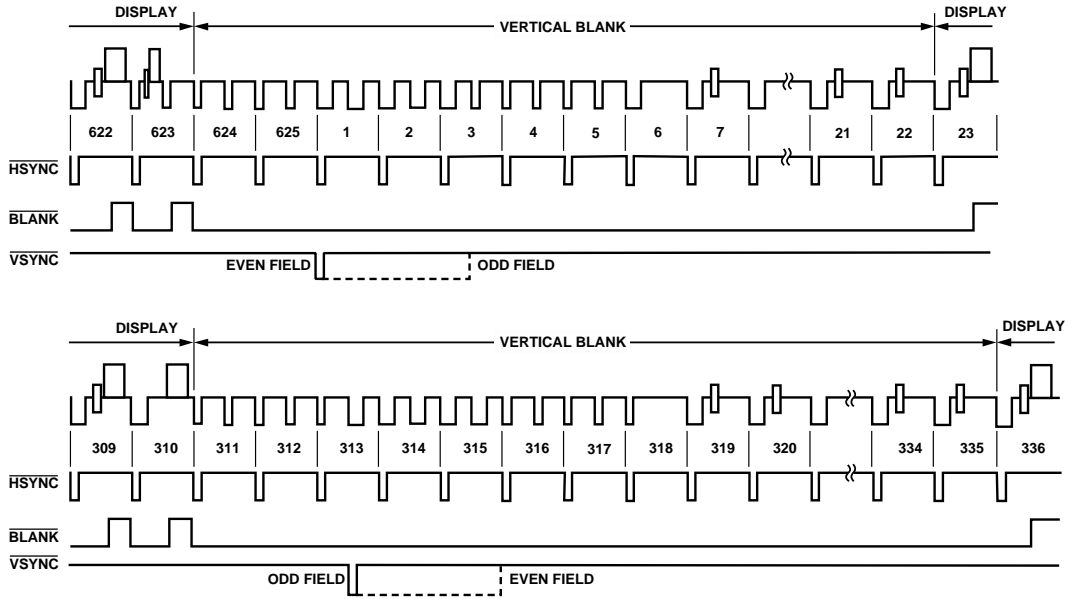 DISPLAY VERTICAL BLANK DISPLAY
622 623 624 625 1 2 3 4 5 6 7 21 22 23
HSYNC
BLANK
VSYNC
EVEN FIELD ODD FIELD
DISPLAY VERTICAL BLANK DISPLAY
309 310 311 312 313 314 315 316 317 318 319 320 334 335 336
HSYNC
BLANK
VSYNC
ODD FIELD EVEN FIELD